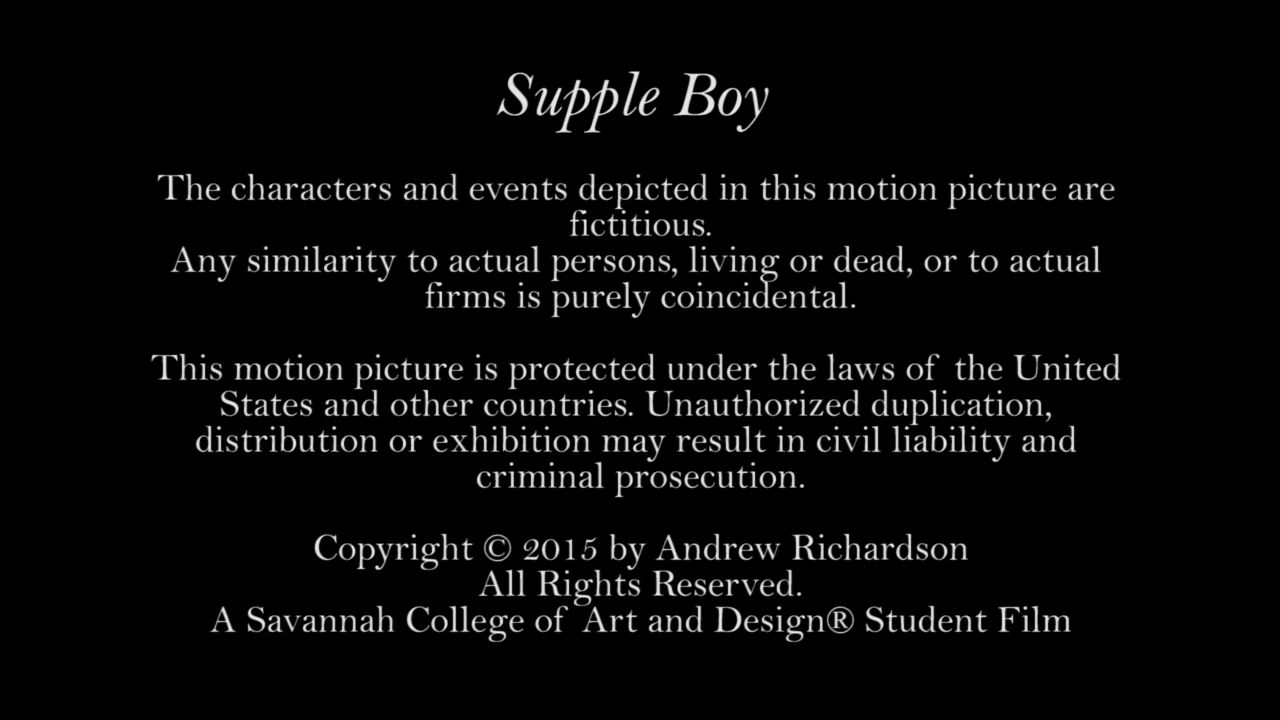 Supple Boy
The characters and events depicted in this motion picture are
fictitious.
Any similarity to actual persons, living or dead, or to actual
firms is purely coincidental.
This motion picture is protected under the laws of the United
States and other countries. Unauthorized duplication,
distribution or exhibition may result in civil liability and
criminal prosecution.
Copyright © 2015 by Andrew Richardson
All Rights Reserved.
A Savannah College of Art and Design® Student Film